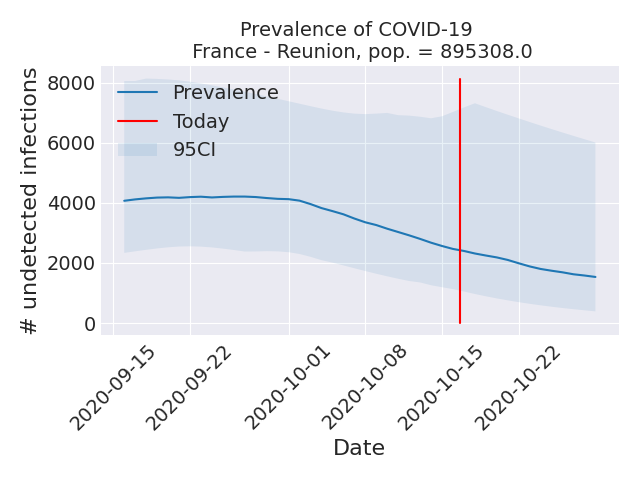 Prevalence of COVID-19
France - Reunion, pop. = 895308.0
# undetected infections
8000
6000
4000
2000
0
Prevalence
Today
95CI
2020-09-15
2020-09-22
2020-10-01
2020-10-08
2020-10-15
2020-10-22
Date